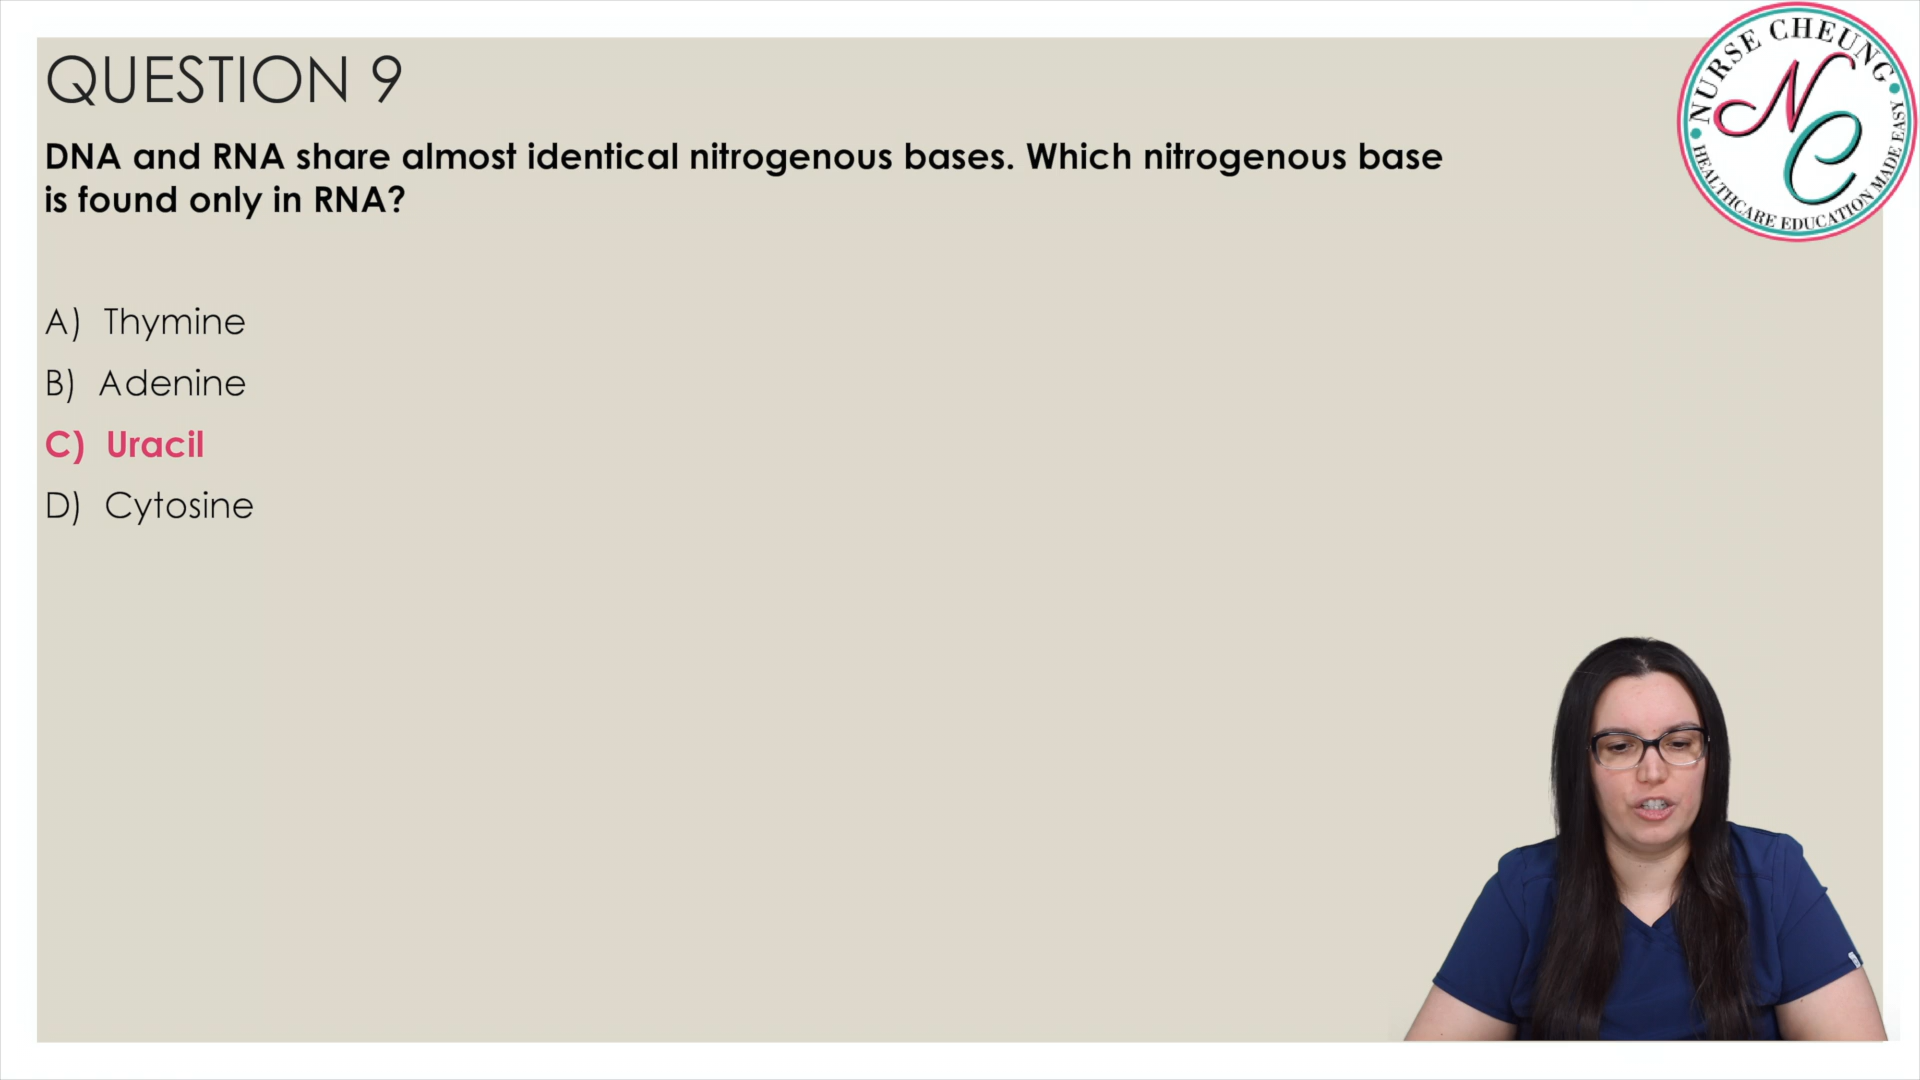 QUESTION 9
DNA and RNA share almost identical nitrogenous bases. Which nitrogenous base
is found only in RNA?
A) Thymine
B) Adenine
C) Uracil
D) Cytosine
NURSE CHEUNG
NC
HEALTHCARE EDUCATION MADE EASY